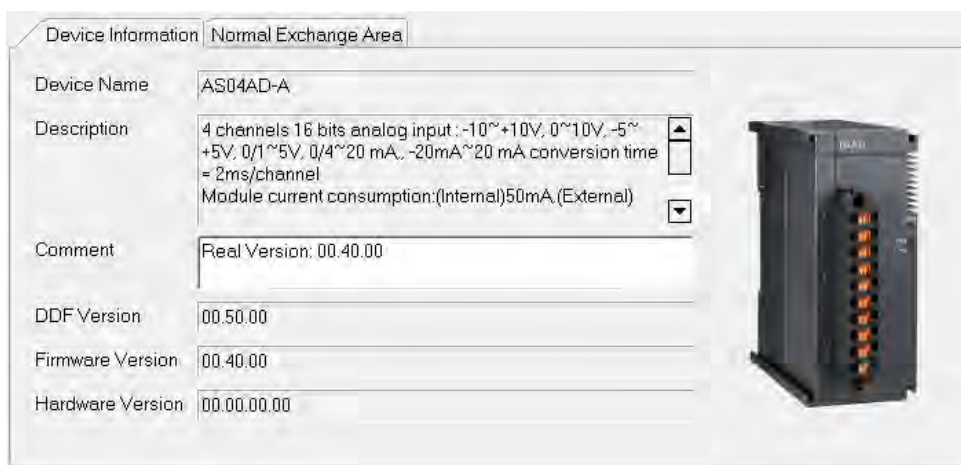 Device Information Normal Exchange Area
Device Name AS04AD-A
Description 4 channels 16 bits analog input : -10~+10V, 0~10V, -5~
+5V, 0/1~5V, 0/4~20 mA,, -20mA~20 mA conversion time
= 2ms/channel
Module current consumption:(Internal)50mA,(External)
Comment Real Version: 00.40.00
DDF Version 00.50.00
Firmware Version 00.40.00
Hardware Version 00.00.00.00
04AD